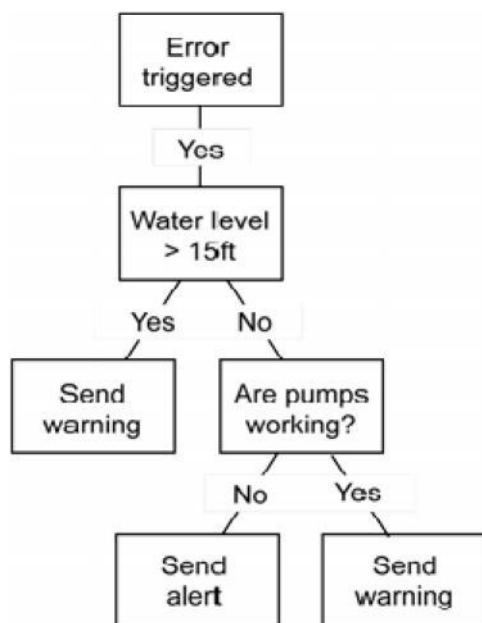 Error
triggered
Yes
Water level
> 15ft
Yes
No
Send
warning
Are pumps
working?
No
Yes
Send
alert
Send
warning